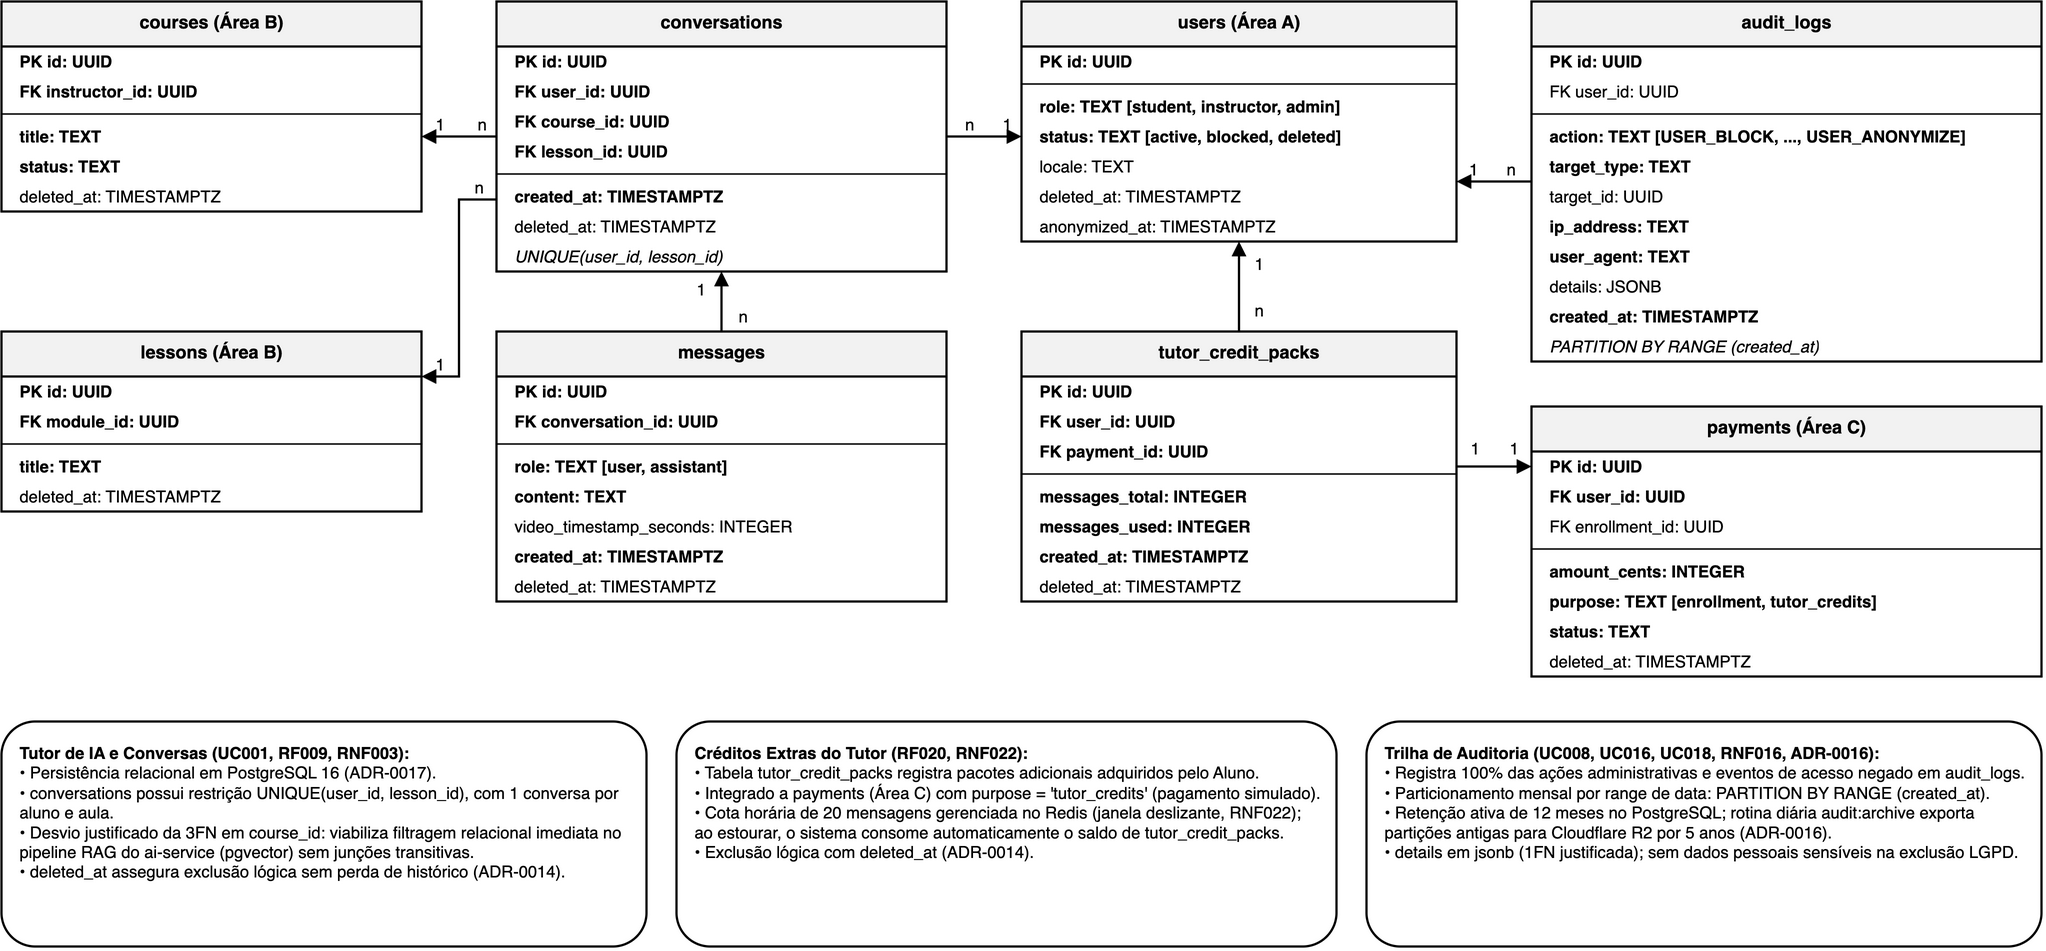 courses (Área B)
PK id: UUID
FK instructor_id: UUID
title: TEXT
status: TEXT
deleted_at: TIMESTAMPTZ
1
n
conversations
PK id: UUID
FK user_id: UUID
FK course_id: UUID
FK lesson_id: UUID
created_at: TIMESTAMPTZ
deleted_at: TIMESTAMPTZ
UNIQUE(user_id, lesson_id)
n
1
users (Área A)
PK id: UUID
role: TEXT [student, instructor, admin]
status: TEXT [active, blocked, deleted]
locale: TEXT
deleted_at: TIMESTAMPTZ
anonymized_at: TIMESTAMPTZ
1
n
audit_logs
PK id: UUID
FK user_id: UUID
action: TEXT [USER_BLOCK, ..., USER_ANONYMIZE]
target_type: TEXT
target_id: UUID
ip_address: TEXT
user_agent: TEXT
details: JSONB
created_at: TIMESTAMPTZ
PARTITION BY RANGE (created_at)
n
1
1
n
1
n
lessons (Área B)
PK id: UUID
FK module_id: UUID
title: TEXT
deleted_at: TIMESTAMPTZ
messages
PK id: UUID
FK conversation_id: UUID
role: TEXT [user, assistant]
content: TEXT
video_timestamp_seconds: INTEGER
created_at: TIMESTAMPTZ
deleted_at: TIMESTAMPTZ
tutor_credit_packs
PK id: UUID
FK user_id: UUID
FK payment_id: UUID
messages_total: INTEGER
messages_used: INTEGER
created_at: TIMESTAMPTZ
deleted_at: TIMESTAMPTZ
1
1
payments (Área C)
PK id: UUID
FK user_id: UUID
FK enrollment_id: UUID
amount_cents: INTEGER
purpose: TEXT [enrollment, tutor_credits]
status: TEXT
deleted_at: TIMESTAMPTZ
Tutor de IA e Conversas (UC001, RF009, RNF003):
• Persistência relacional em PostgreSQL 16 (ADR-0017).
• conversations possui restrição UNIQUE(user_id, lesson_id), com 1 conversa por
aluno e aula.
• Desvio justificado da 3FN em course_id: viabiliza filtragem relacional imediata no
pipeline RAG do ai-service (pgvector) sem junções transitivas.
• deleted_at assegura exclusão lógica sem perda de histórico (ADR-0014).
Créditos Extras do Tutor (RF020, RNF022):
• Tabela tutor_credit_packs registra pacotes adicionais adquiridos pelo Aluno.
• Integrado a payments (Área C) com purpose = 'tutor_credits' (pagamento simulado).
• Cota horária de 20 mensagens gerenciada no Redis (janela deslizante, RNF022);
ao estourar, o sistema consome automaticamente o saldo de tutor_credit_packs.
• Exclusão lógica com deleted_at (ADR-0014).
Trilha de Auditoria (UC008, UC016, UC018, RNF016, ADR-0016):
• Registra 100% das ações administrativas e eventos de acesso negado em audit_logs.
• Particionamento mensal por range de data: PARTITION BY RANGE (created_at).
• Retenção ativa de 12 meses no PostgreSQL; rotina diária audit:archive exporta
partições antigas para Cloudflare R2 por 5 anos (ADR-0016).
• details em jsonb (1FN justificada); sem dados pessoais sensíveis na exclusão LGPD.